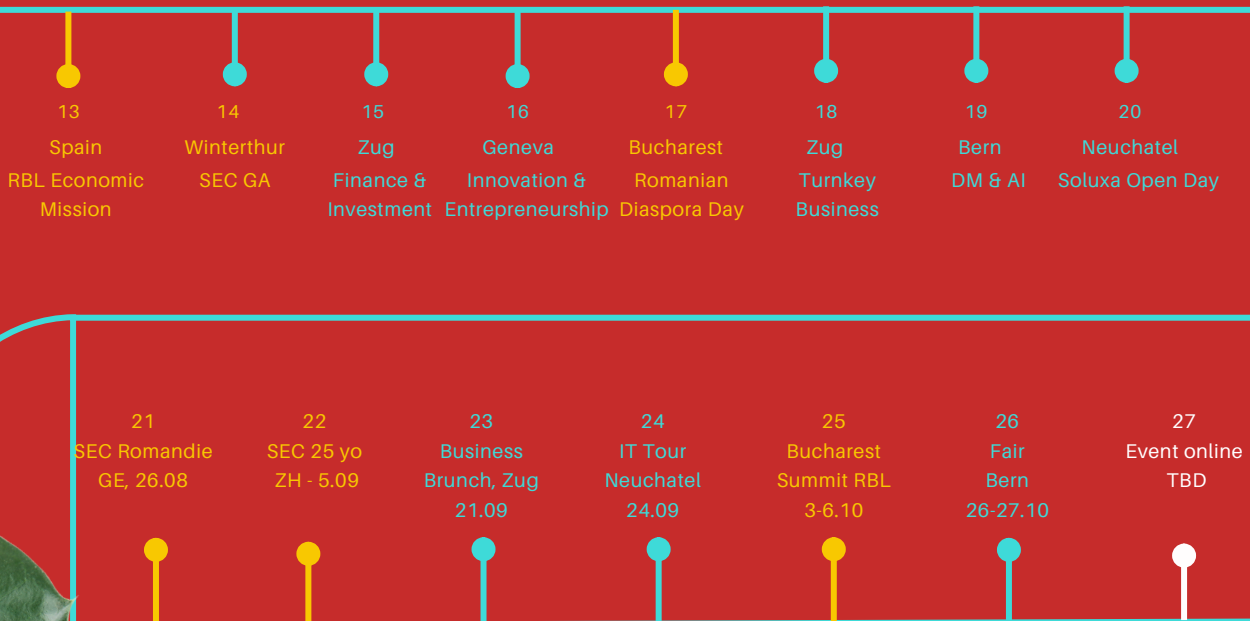 13
Spain
RBL Economic
Mission
14
Winterthur
SEC GA
15
Zug
Finance &
Investment
16
Geneva
Innovation &
Entrepreneurship
17
Bucharest
Romanian
Diaspora Day
18
Zug
Turnkey
Business
19
Bern
DM & AI
20
Neuchatel
Soluxa Open Day
21
SEC Romandie
GE, 26.08
22
SEC 25 yo
ZH - 5.09
23
Business
Brunch, Zug
21.09
24
IT Tour
Neuchatel
24.09
25
Bucharest
Summit RBL
3-6.10
26
Fair
Bern
26-27.10
27
Event online
TBD